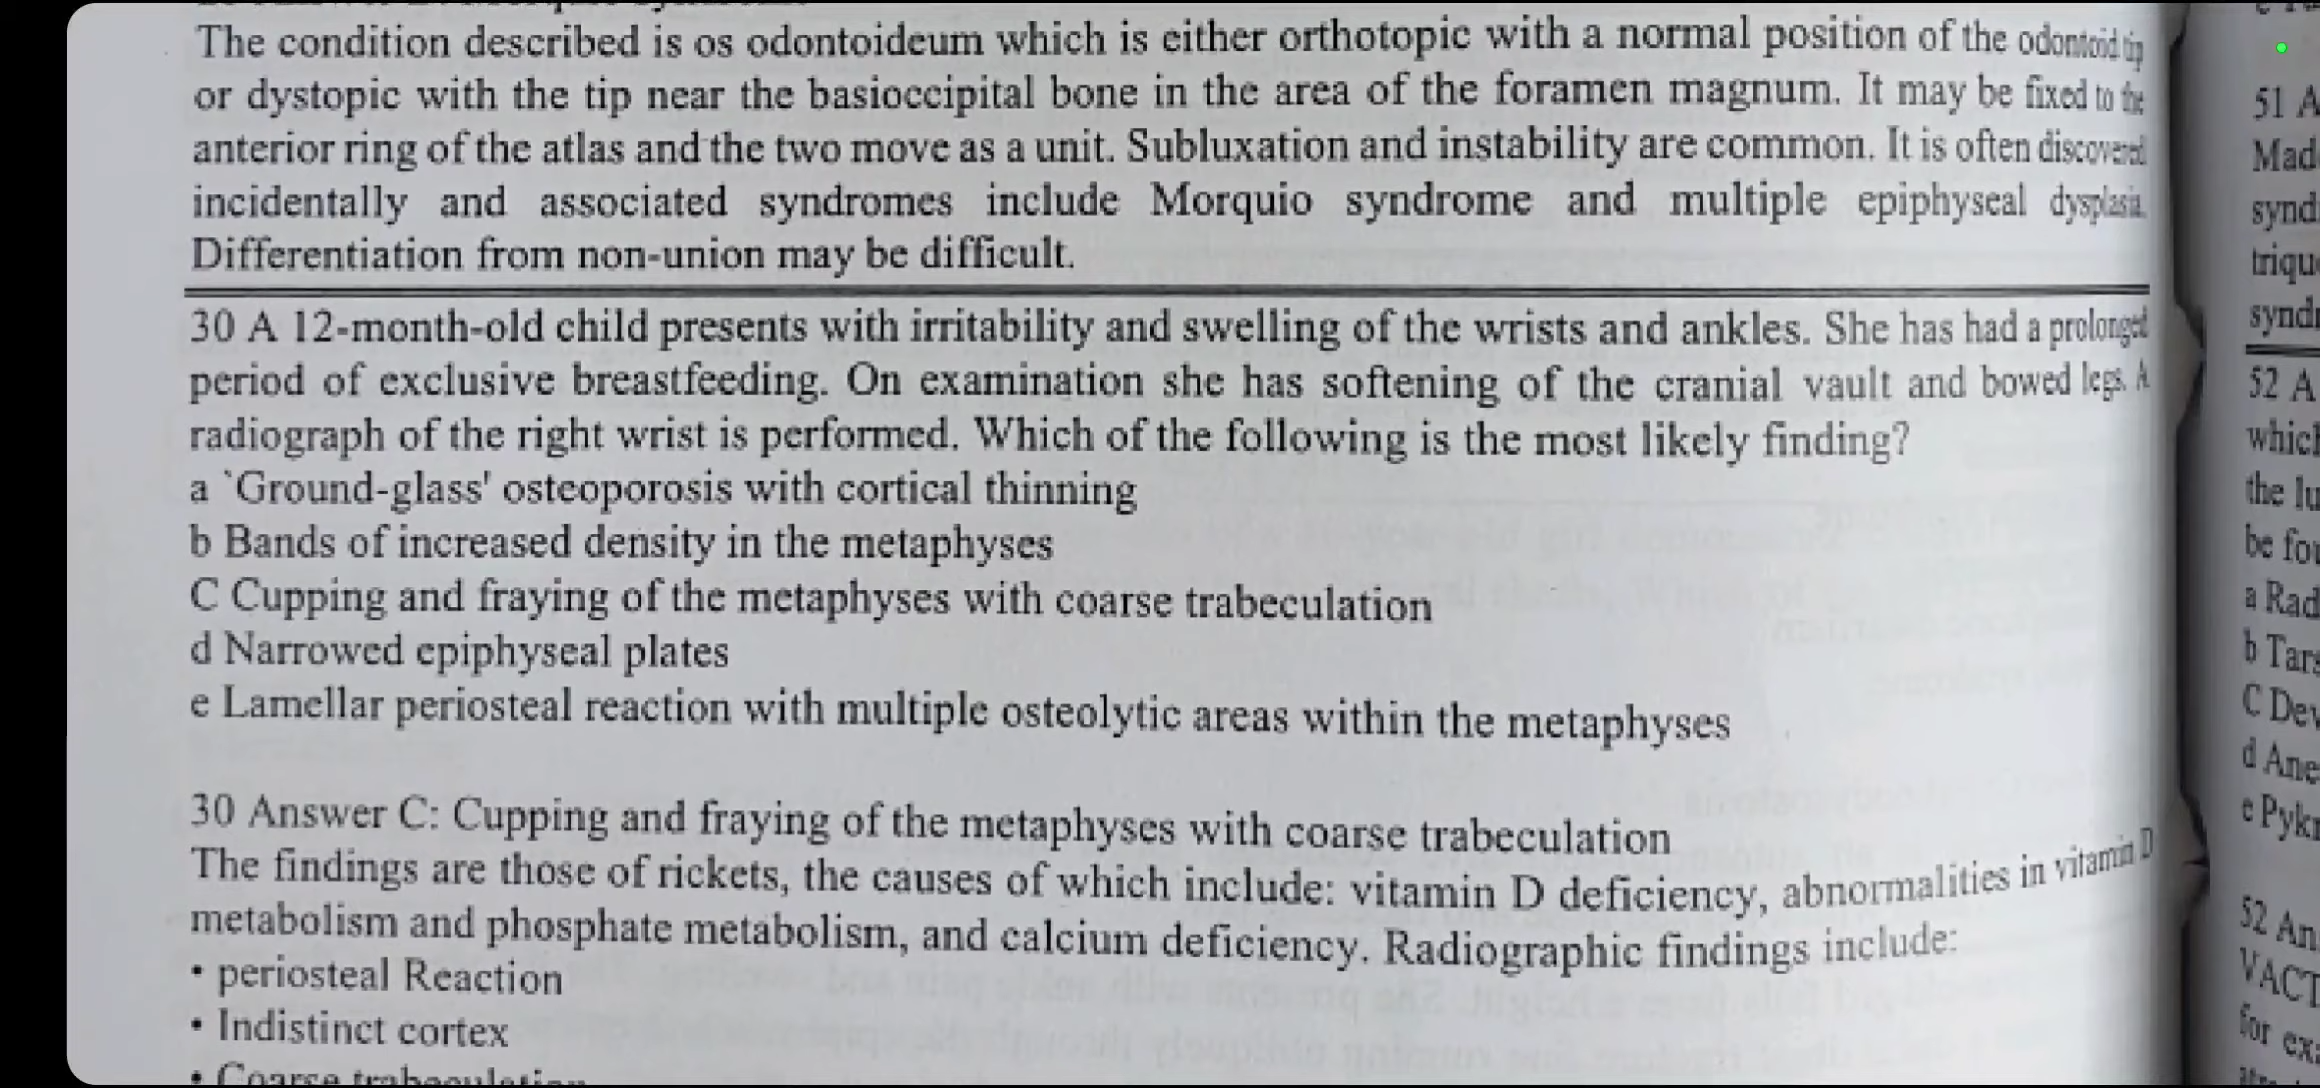 The condition described is os odontoideum which is either orthotopic with a normal position of the odontoid tip
or dystopic with the tip near the basioccipital bone in the area of the foramen magnum. It may be fixed to the
anterior ring of the atlas and the two move as a unit. Subluxation and instability are common. It is often discovered
incidentally and associated syndromes include Morquio syndrome and multiple epiphyseal dysplasia.
Differentiation from non-union may be difficult.
30 A 12-month-old child presents with irritability and swelling of the wrists and ankles. She has had a prolonged
period of exclusive breastfeeding. On examination she has softening of the cranial vault and bowed legs. A
radiograph of the right wrist is performed. Which of the following is the most likely finding?
a `Ground-glass' osteoporosis with cortical thinning
b Bands of increased density in the metaphyses
C Cupping and fraying of the metaphyses with coarse trabeculation
d Narrowed epiphyseal plates
e Lamellar periosteal reaction with multiple osteolytic areas within the metaphyses
30 Answer C: Cupping and fraying of the metaphyses with coarse trabeculation
The findings are those of rickets, the causes of which include: vitamin D deficiency, abnormalities in vitamin D
metabolism and phosphate metabolism, and calcium deficiency. Radiographic findings include:
• periosteal Reaction
• Indistinct cortex
• Coarse trabeculation
51 A
synd
52 A
the lu
be fou
a Rad
b Tars
C Dev
d Ane
e Pykn
52 An
VACT
for exa